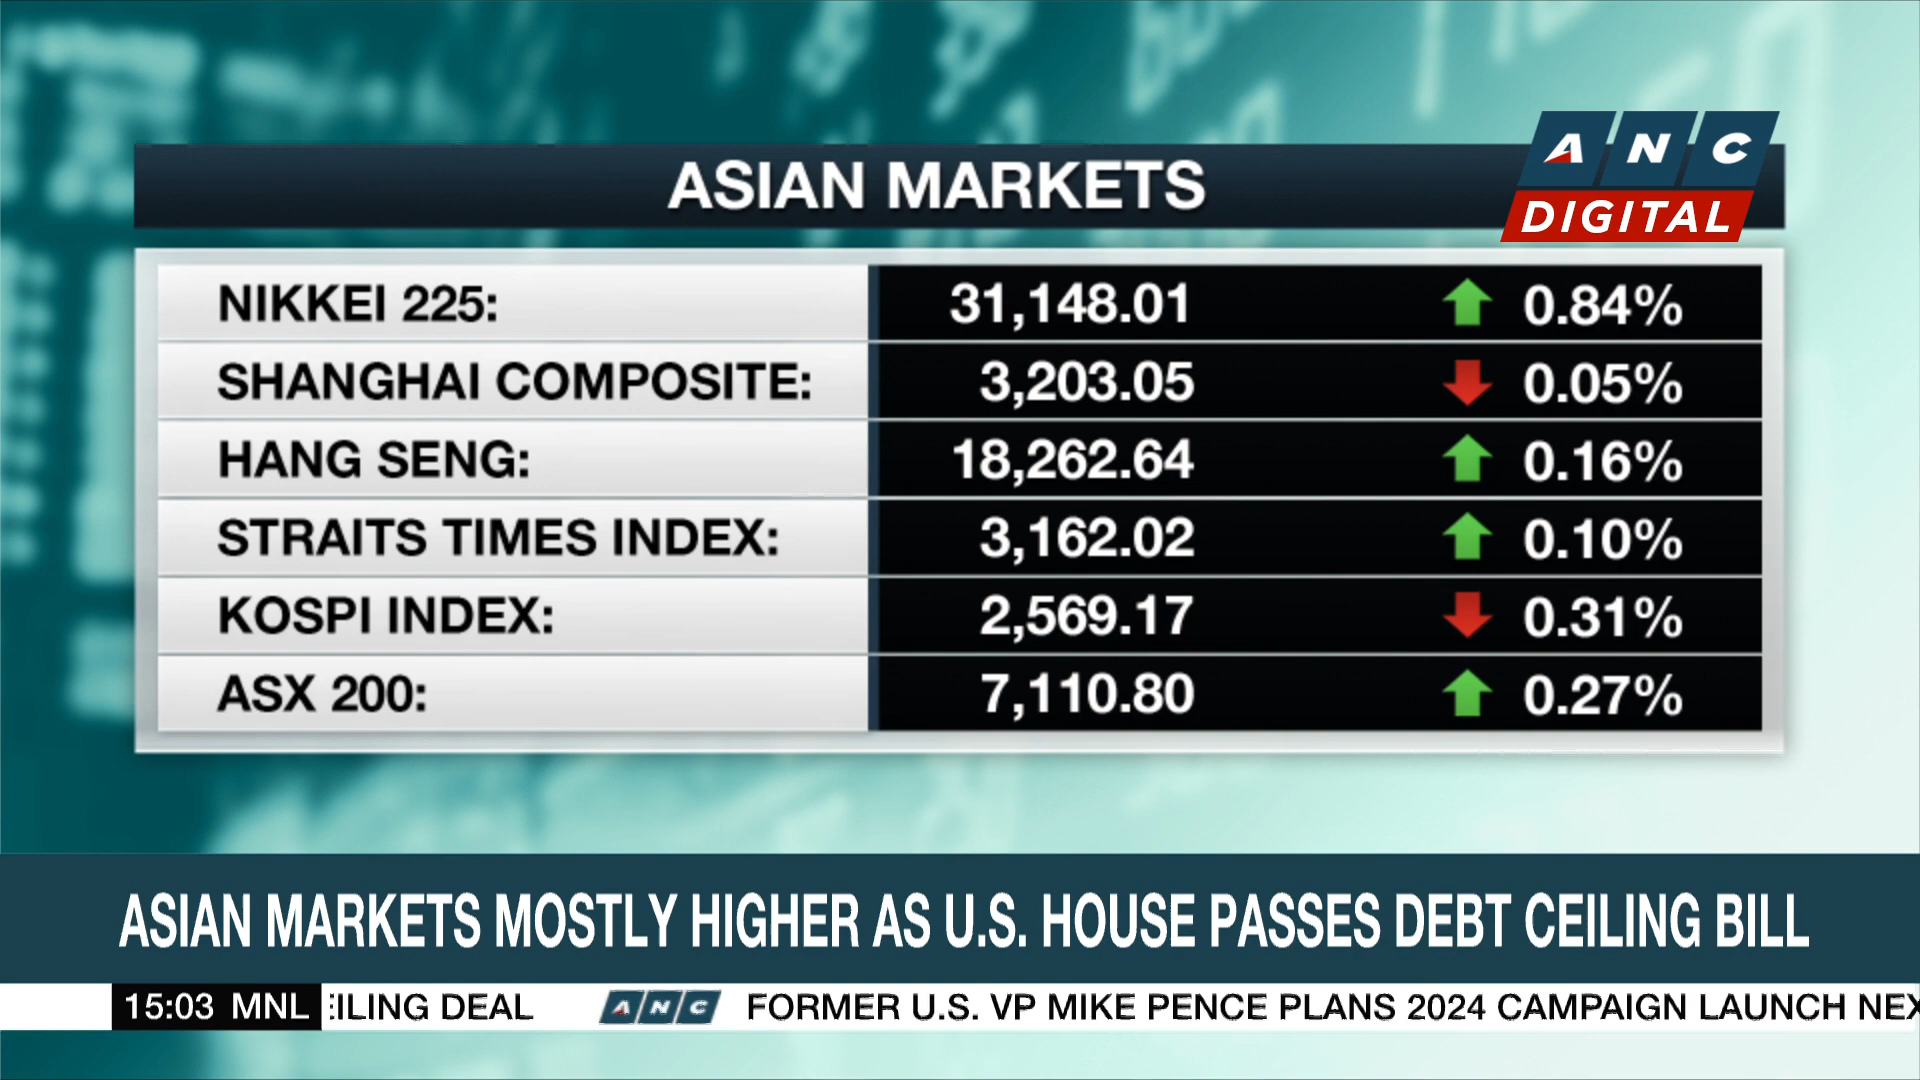 ASIAN MARKETS
ANC
DIGITAL
NIKKEI 225: 31,148.01 0.84%
SHANGHAI COMPOSITE: 3,203.05 0.05%
HANG SENG: 18,262.64 0.16%
STRAITS TIMES INDEX: 3,162.02 0.10%
KOSPI INDEX: 2,569.17 0.31%
ASX 200: 7,110.80 0.27%
ASIAN MARKETS MOSTLY HIGHER AS U.S. HOUSE PASSES DEBT CEILING BILL
15:03 MNL EILING DEAL ANC FORMER U.S. VP MIKE PENCE PLANS 2024 CAMPAIGN LAUNCH NEX